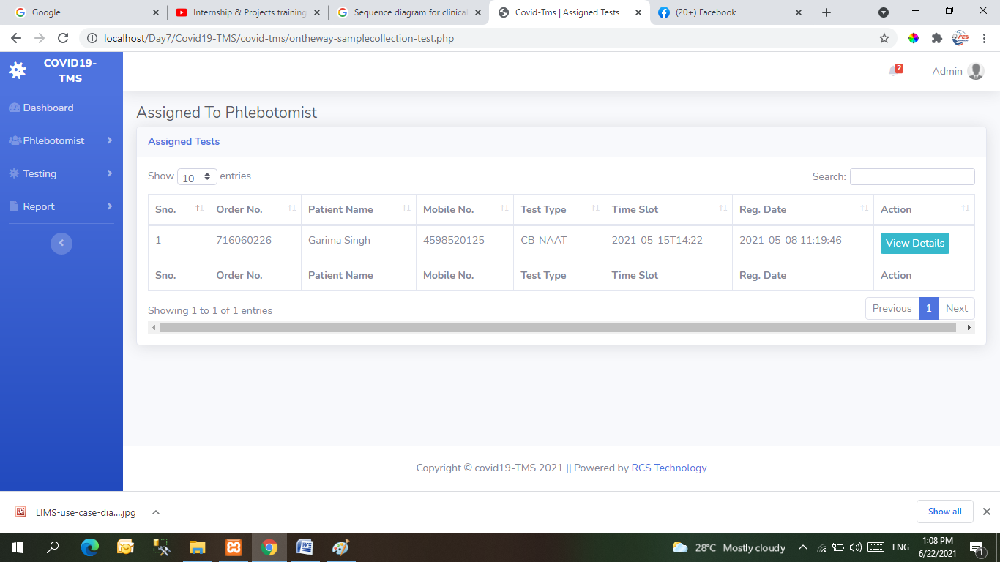 Google
Internship & Projects training
Sequence diagram for clinical
Covid-Tms | Assigned Tests
(20+) Facebook
localhost/Day7/Covid19-TMS/covid-tms/ontheway-samplecollection-test.php
COVID19-
TMS
2
Admin
Dashboard
Phlebotomist
Testing
Report
Assigned To Phlebotomist
Assigned Tests
Show 10 entries
Search:
Sno. Order No. Patient Name Mobile No. Test Type Time Slot Reg. Date Action
1 716060226 Garima Singh 4598520125 CB-NAAT 2021-05-15T14:22 2021-05-08 11:19:46 View Details
Sno. Order No. Patient Name Mobile No. Test Type Time Slot Reg. Date Action
Showing 1 to 1 of 1 entries
Previous 1 Next
Copyright © covid19-TMS 2021 || Powered by RCS Technology
LIMS-use-case-dia....jpg
Show all
28°C Mostly cloudy
ENG
1:08 PM
6/22/2021
1